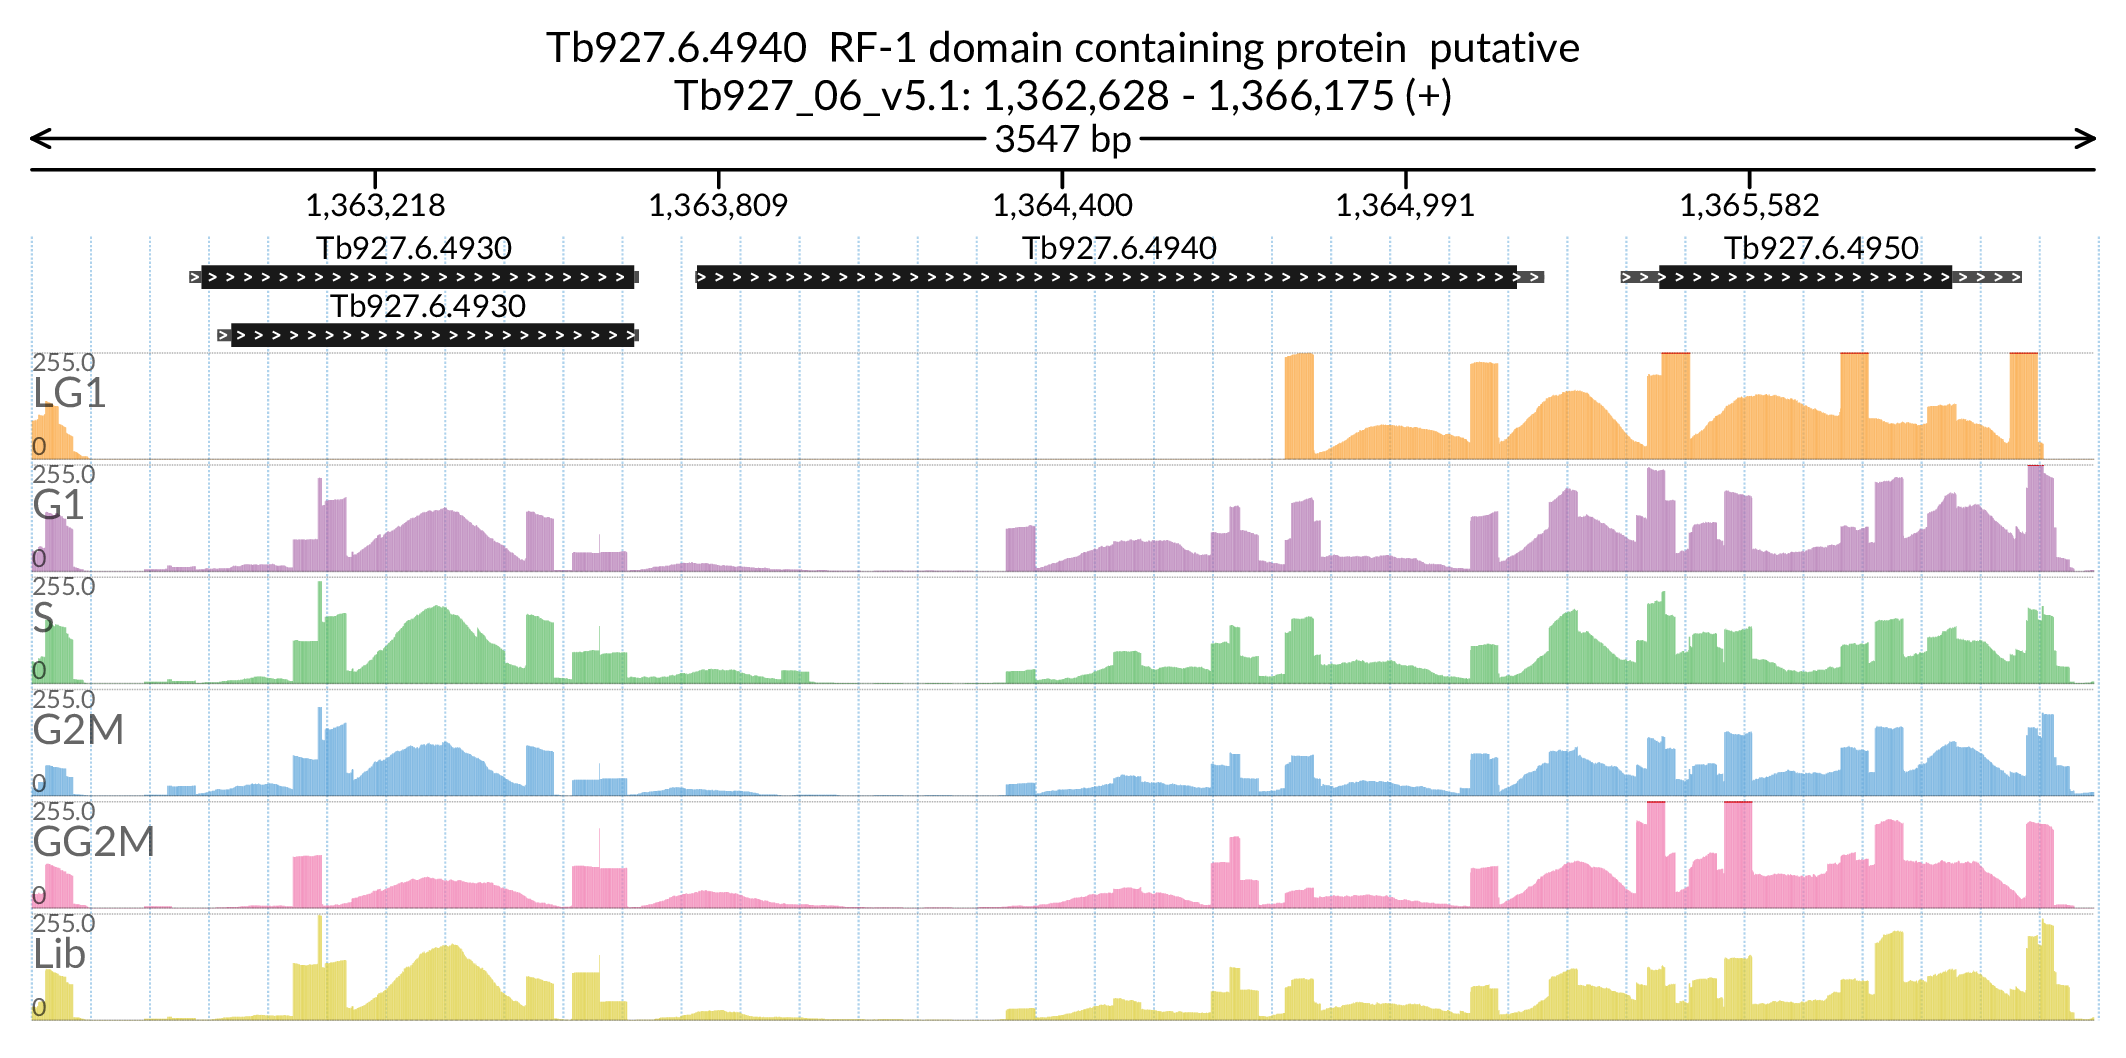 Tb927.6.4940  RF-1 domain containing protein  putative
Tb927_06_v5.1: 1,362,628 - 1,366,175 (+)
3547 bp
1,363,218 1,363,809 1,364,400 1,364,991 1,365,582
Tb927.6.4930 Tb927.6.4940 Tb927.6.4950
Tb927.6.4930
255.0
LG1
0
255.0
G1
0
255.0
S
0
255.0
G2M
0
255.0
GG2M
0
255.0
Lib
0